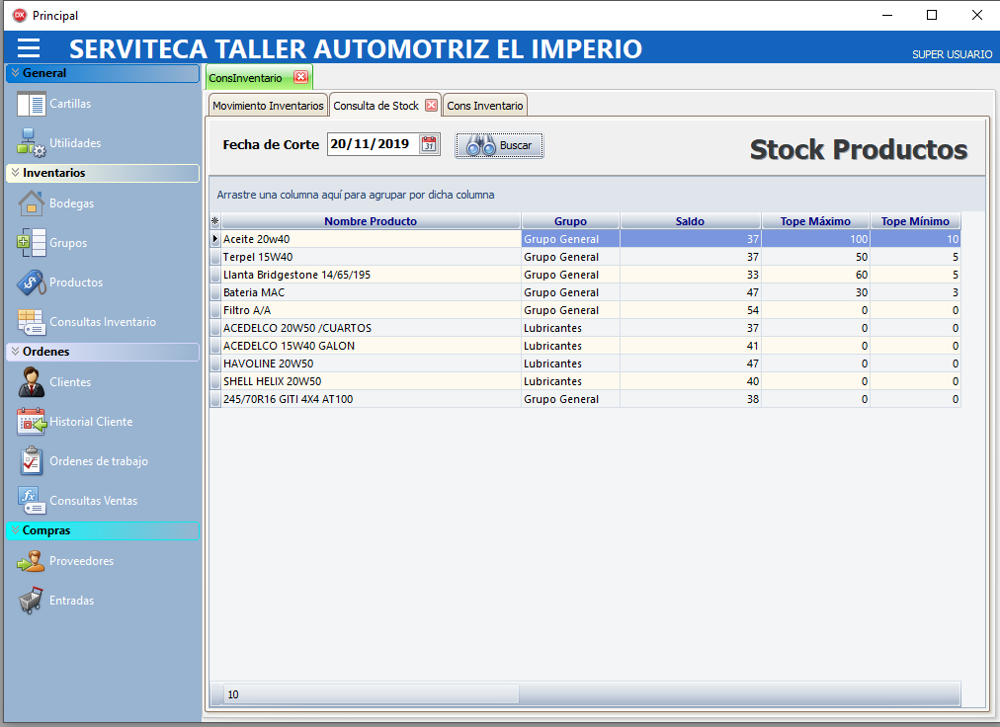 Principal
SERVITECA TALLER AUTOMOTRIZ EL IMPERIO
SUPER USUARIO
General
Cartillas
Utilidades
Inventarios
Bodegas
Grupos
Productos
Consultas Inventario
Ordenes
Clientes
Historial Cliente
Ordenes de trabajo
Consultas Ventas
Compras
Proveedores
Entradas
ConsInventario
Movimiento Inventarios Consulta de Stock Cons Inventario
Fecha de Corte 20/11/2019 Buscar Stock Productos
Arrastre una columna aquí para agrupar por dicha columna
Nombre Producto Grupo Saldo Tope Máximo Tope Mínimo
Aceite 20w40 Grupo General 37 100 10
Terpel 15W40 Grupo General 37 50 5
Llanta Bridgestone 14/65/195 Grupo General 33 60 5
Bateria MAC Grupo General 47 30 3
Filtro A/A Grupo General 54 0 0
ACEDELCO 20W50 /CUARTOS Lubricantes 37 0 0
ACEDELCO 15W40 GALON Lubricantes 41 0 0
HAVOLINE 20W50 Lubricantes 47 0 0
SHELL HELIX 20W50 Lubricantes 40 0 0
245/70R16 GITI 4X4 AT100 Grupo General 38 0 0
10